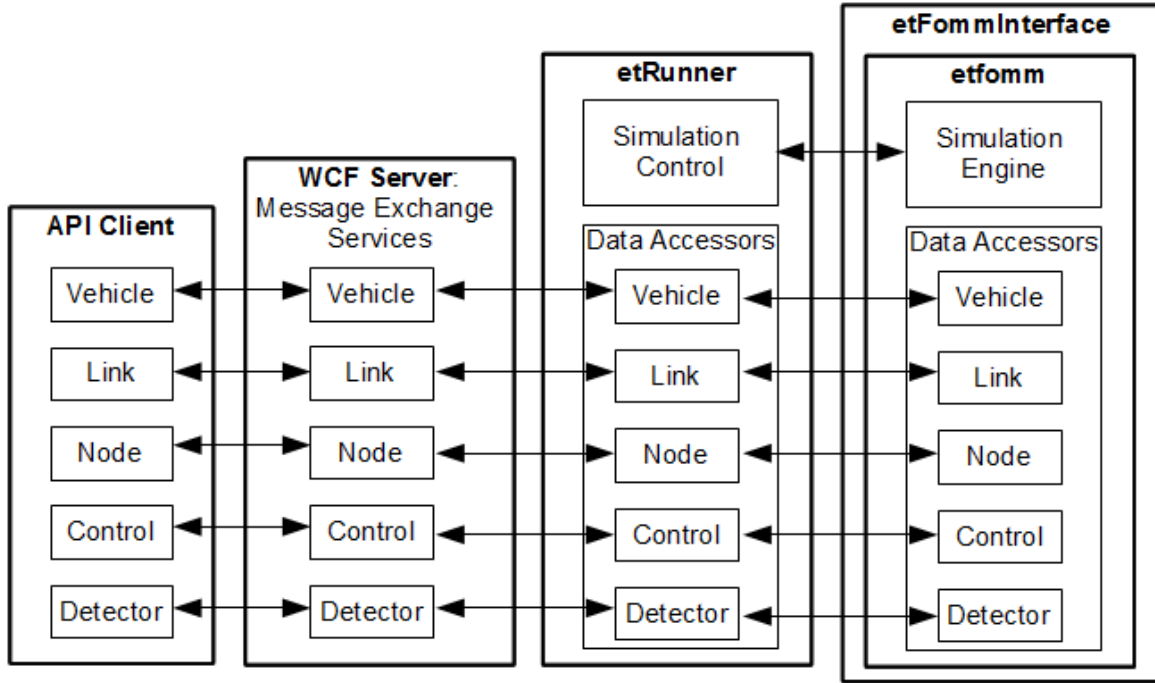 etFommInterface
etfomm
Simulation
Engine
Data Accessors
Vehicle
Link
Node
Control
Detector
etRunner
Simulation
Control
Data Accessors
Vehicle
Link
Node
Control
Detector
WCF Server:
Message Exchange
Services
Vehicle
Link
Node
Control
Detector
API Client
Vehicle
Link
Node
Control
Detector